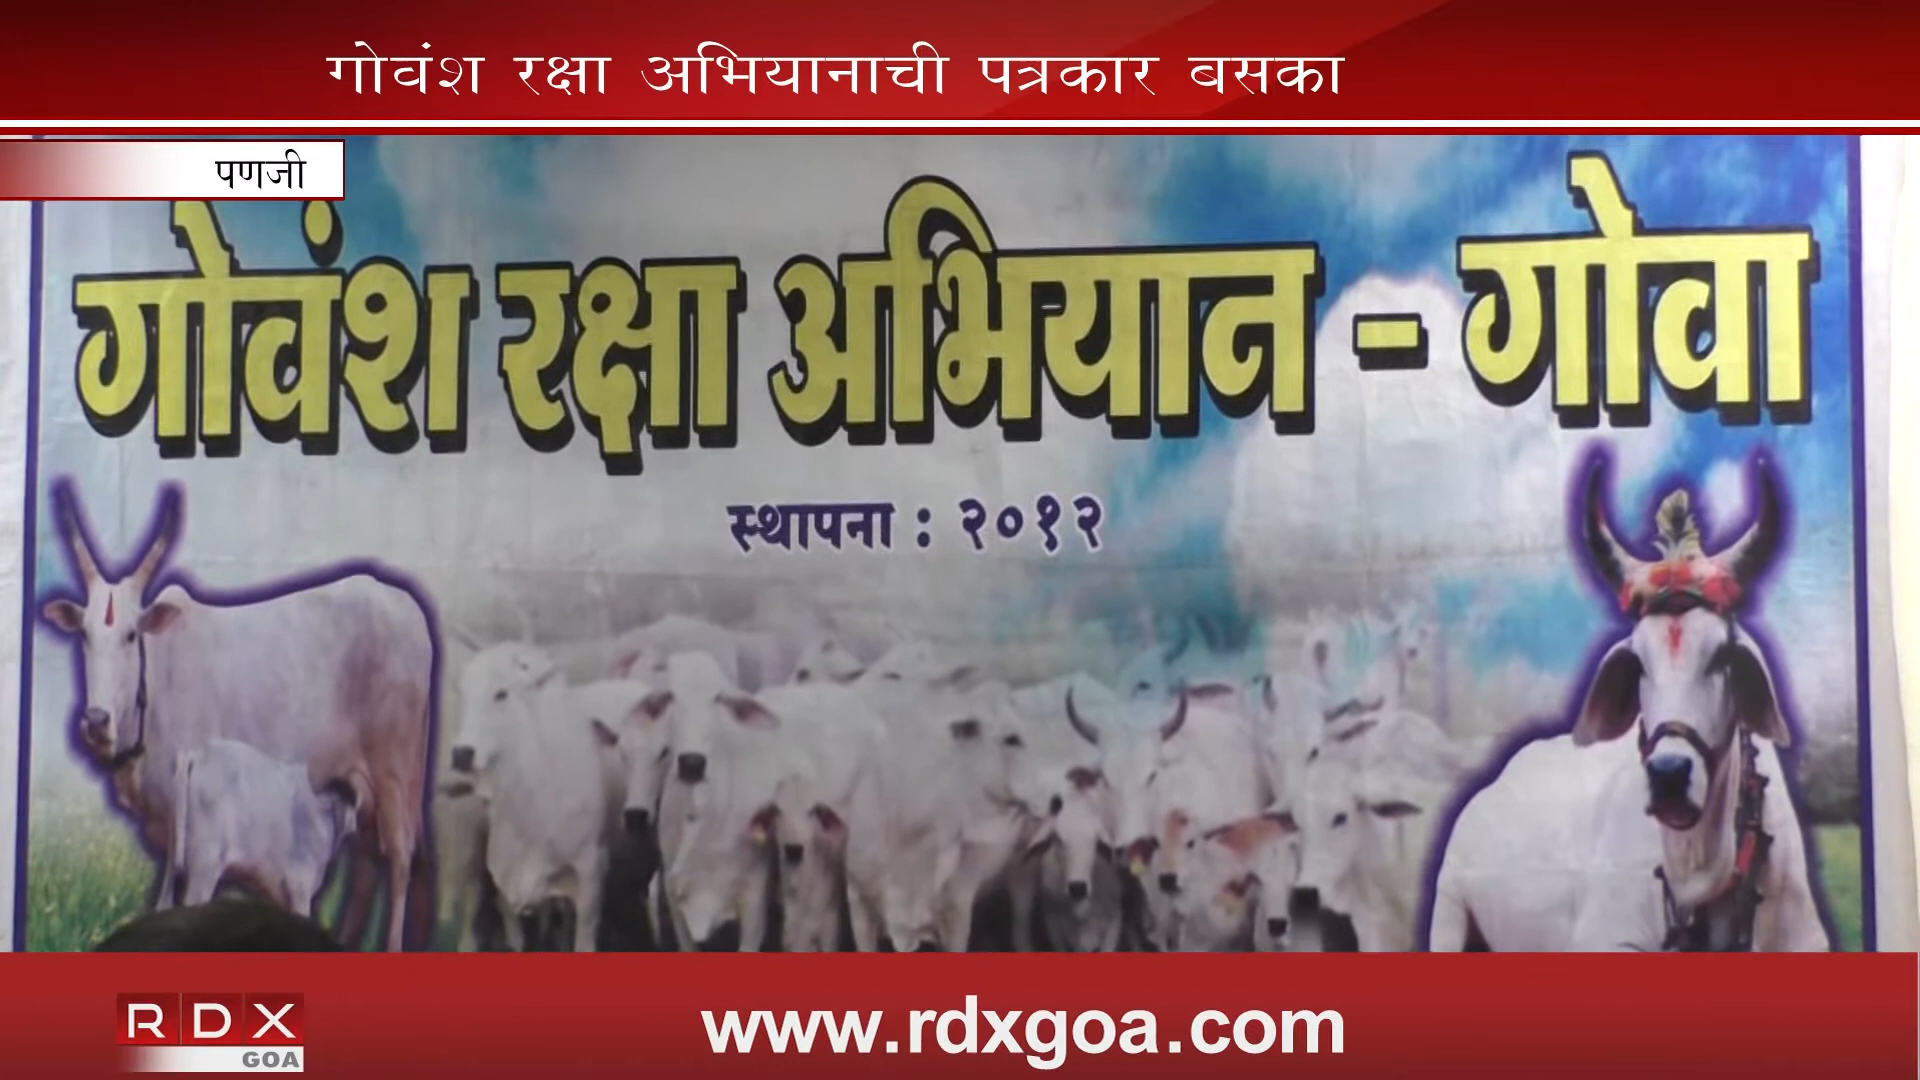 गोवंश रक्षा अभियानाची पत्रकार बसका
पणजी
गोवंश रक्षा अभियान - गोवा
स्थापना : २०१२
RDX
GOA
www.rdxgoa.com